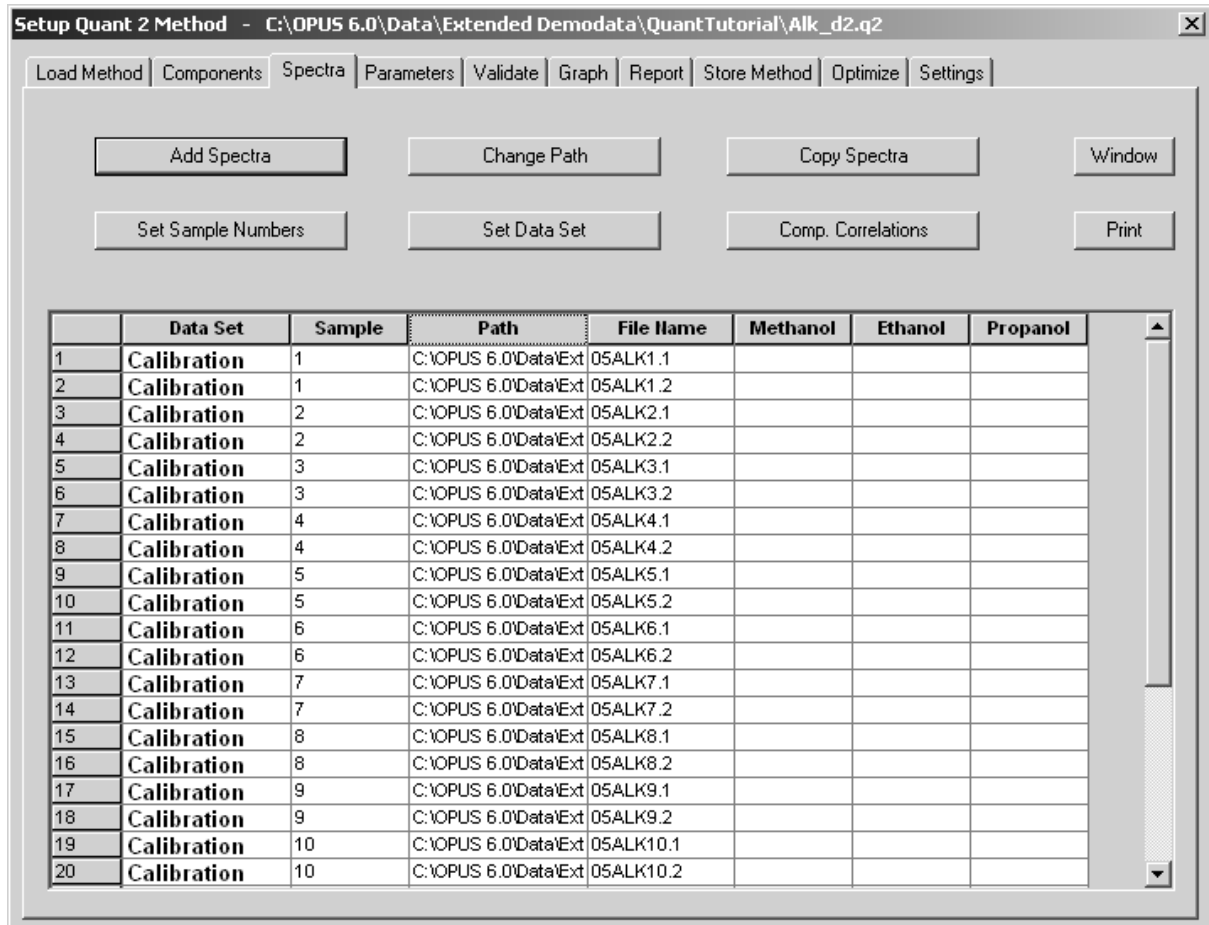 Setup Quant 2 Method - C:\OPUS 6.0\Data\Extended Demodata\QuantTutorial\Alk_d2.q2
Load Method Components Spectra Parameters Validate Graph Report Store Method Optimize Settings
Add Spectra Change Path Copy Spectra Window
Set Sample Numbers Set Data Set Comp. Correlations Print
Data Set Sample Path File Name Methanol Ethanol Propanol
1 Calibration 1 C:\OPUS 6.0\Data\Ext 05ALK1.1
2 Calibration 1 C:\OPUS 6.0\Data\Ext 05ALK1.2
3 Calibration 2 C:\OPUS 6.0\Data\Ext 05ALK2.1
4 Calibration 2 C:\OPUS 6.0\Data\Ext 05ALK2.2
5 Calibration 3 C:\OPUS 6.0\Data\Ext 05ALK3.1
6 Calibration 3 C:\OPUS 6.0\Data\Ext 05ALK3.2
7 Calibration 4 C:\OPUS 6.0\Data\Ext 05ALK4.1
8 Calibration 4 C:\OPUS 6.0\Data\Ext 05ALK4.2
9 Calibration 5 C:\OPUS 6.0\Data\Ext 05ALK5.1
10 Calibration 5 C:\OPUS 6.0\Data\Ext 05ALK5.2
11 Calibration 6 C:\OPUS 6.0\Data\Ext 05ALK6.1
12 Calibration 6 C:\OPUS 6.0\Data\Ext 05ALK6.2
13 Calibration 7 C:\OPUS 6.0\Data\Ext 05ALK7.1
14 Calibration 7 C:\OPUS 6.0\Data\Ext 05ALK7.2
15 Calibration 8 C:\OPUS 6.0\Data\Ext 05ALK8.1
16 Calibration 8 C:\OPUS 6.0\Data\Ext 05ALK8.2
17 Calibration 9 C:\OPUS 6.0\Data\Ext 05ALK9.1
18 Calibration 9 C:\OPUS 6.0\Data\Ext 05ALK9.2
19 Calibration 10 C:\OPUS 6.0\Data\Ext 05ALK10.1
20 Calibration 10 C:\OPUS 6.0\Data\Ext 05ALK10.2